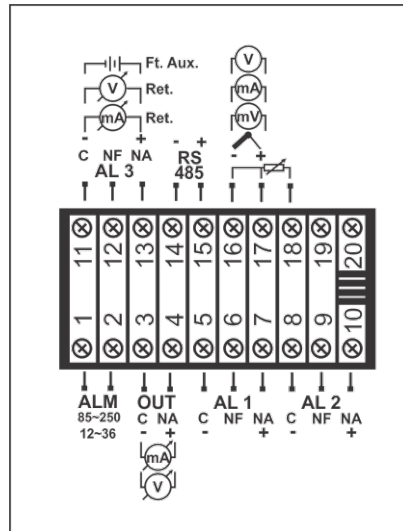 Ft. Aux.
V Ret.
mA Ret.
V
mA
mV
- +
C NF NA
AL 3
- +
RS
485
- +
11 12 13 14 15 16 17 18 19 20
1 2 3 4 5 6 7 8 9 10
ALM
85~250
12~36
OUT
C NA
- +
mA
V
AL 1
C NF NA
- +
AL 2
C NF NA
- +